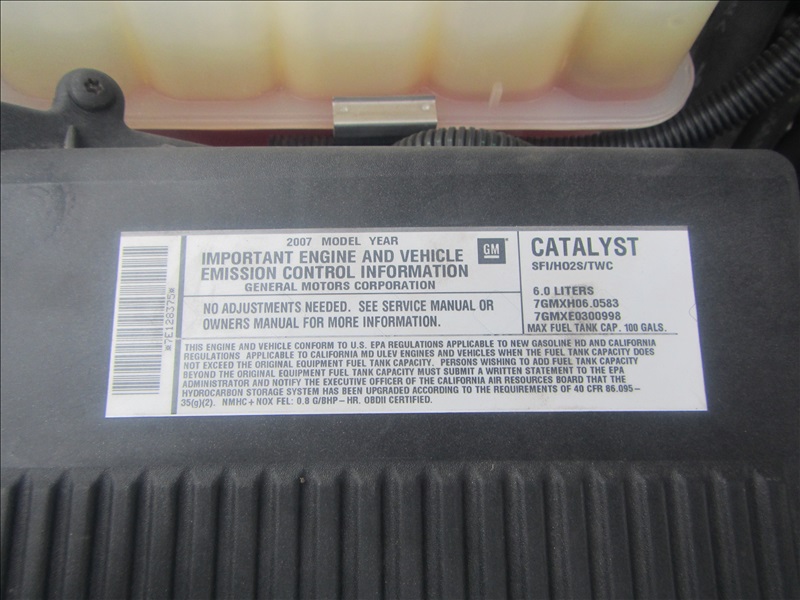 2007 MODEL YEAR
IMPORTANT ENGINE AND VEHICLE
EMISSION CONTROL INFORMATION
GENERAL MOTORS CORPORATION
GM
NO ADJUSTMENTS NEEDED. SEE SERVICE MANUAL OR
OWNERS MANUAL FOR MORE INFORMATION.
CATALYST
SFI/HO2S/TWC
6.0 LITERS
7GMXH06.0583
7GMXE0300998
MAX FUEL TANK CAP. 100 GALS.
*7E128375*
THIS ENGINE AND VEHICLE CONFORM TO U.S. EPA REGULATIONS APPLICABLE TO NEW GASOLINE HD AND CALIFORNIA
REGULATIONS APPLICABLE TO CALIFORNIA MD ULEV ENGINES AND VEHICLES WHEN THE FUEL TANK CAPACITY DOES
NOT EXCEED THE ORIGINAL EQUIPMENT FUEL TANK CAPACITY. PERSONS WISHING TO ADD FUEL TANK CAPACITY
BEYOND THE ORIGINAL EQUIPMENT FUEL TANK CAPACITY MUST SUBMIT A WRITTEN STATEMENT TO THE EPA
ADMINISTRATOR AND NOTIFY THE EXECUTIVE OFFICER OF THE CALIFORNIA AIR RESOURCES BOARD THAT THE
HYDROCARBON STORAGE SYSTEM HAS BEEN UPGRADED ACCORDING TO THE REQUIREMENTS OF 40 CFR 86.095-
35(g)(2). NMHC+NOX FEL: 0.8 G/BHP-HR. OBDII CERTIFIED.